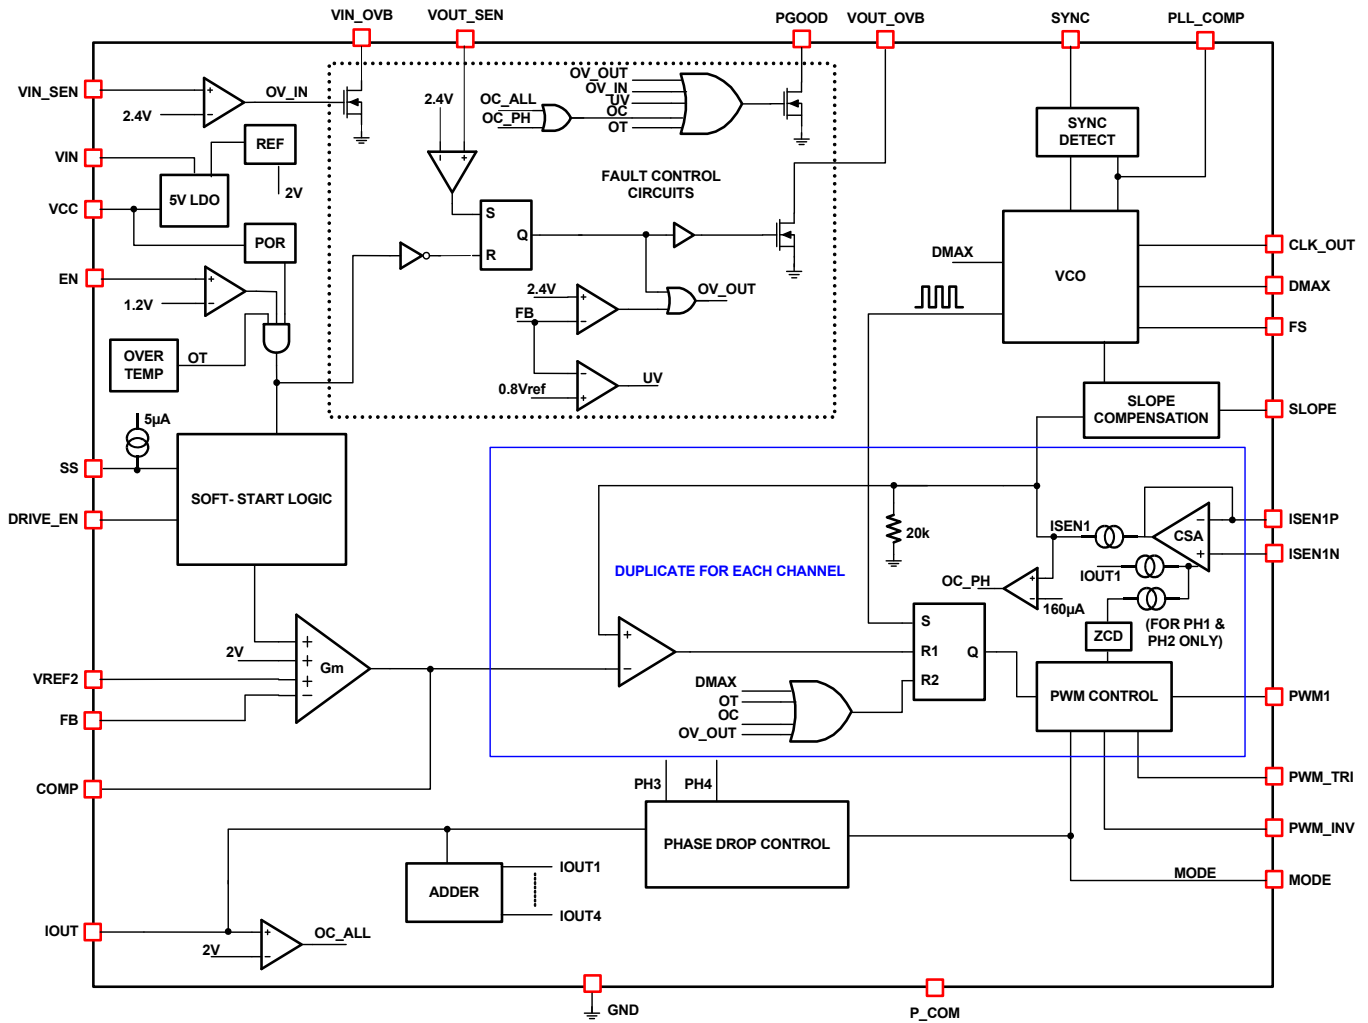 VIN_OVB
VOUT_SEN
PGOOD
VOUT_OVB
SYNC
PLL_COMP
VIN_SEN
+
−
2.4V
OV_IN
2.4V
−
+
OC_ALL
OC_PH
OV_OUT
OV_IN
UV
OC
OT
SYNC
DETECT
VIN
REF
2V
5V LDO
VCC
POR
FAULT CONTROL
CIRCUITS
S
R
Q
EN
+
−
1.2V
OVER
TEMP
OT
2.4V
FB
+
−
OV_OUT
−
+
0.8Vref
UV
DMAX
VCO
CLK_OUT
DMAX
FS
SLOPE
COMPENSATION
SLOPE
5µA
SS
SOFT- START LOGIC
DRIVE_EN
20k
DUPLICATE FOR EACH CHANNEL
ISEN1
−
CSA
+
ISEN1P
ISEN1N
IOUT1
OC_PH
+
−
160µA
(FOR PH1 &
PH2 ONLY)
ZCD
2V
+
+
+
−
Gm
VREF2
FB
+
−
S
R1
R2
Q
DMAX
OT
OC
OV_OUT
PWM CONTROL
PWM1
COMP
PH3
PH4
PWM_TRI
PHASE DROP CONTROL
PWM_INV
ADDER
IOUT1
IOUT4
MODE
MODE
IOUT
+
−
2V
OC_ALL
GND
P_COM